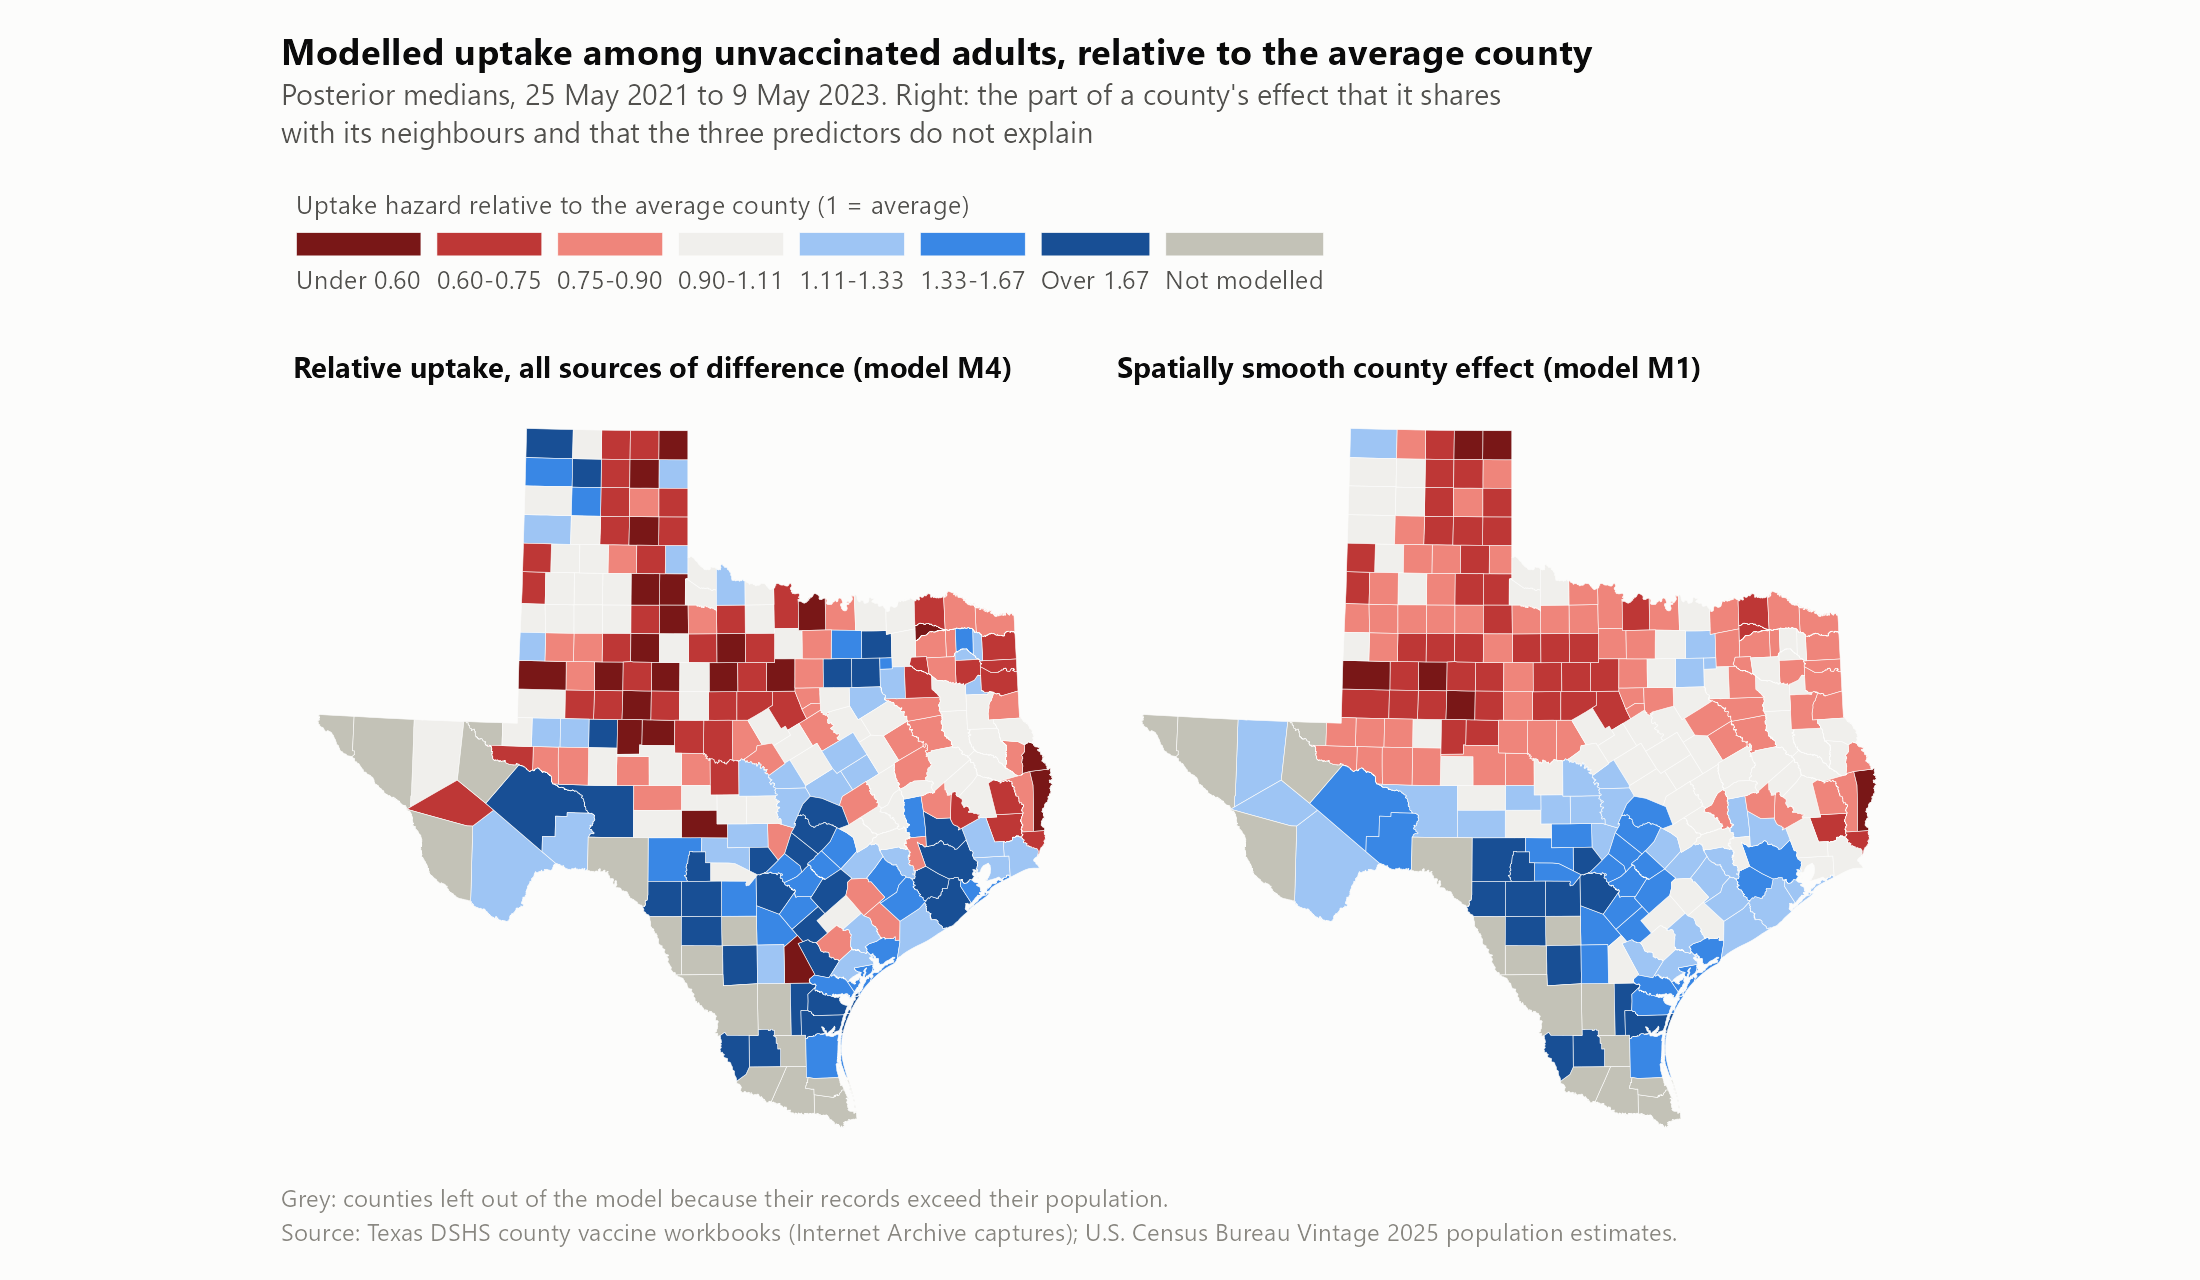 Modelled uptake among unvaccinated adults, relative to the average county
Posterior medians, 25 May 2021 to 9 May 2023. Right: the part of a county's effect that it shares
with its neighbours and that the three predictors do not explain
Uptake hazard relative to the average county (1 = average)
Under 0.60 0.60-0.75 0.75-0.90 0.90-1.11 1.11-1.33 1.33-1.67 Over 1.67 Not modelled
Relative uptake, all sources of difference (model M4) Spatially smooth county effect (model M1)
Grey: counties left out of the model because their records exceed their population.
Source: Texas DSHS county vaccine workbooks (Internet Archive captures); U.S. Census Bureau Vintage 2025 population estimates.